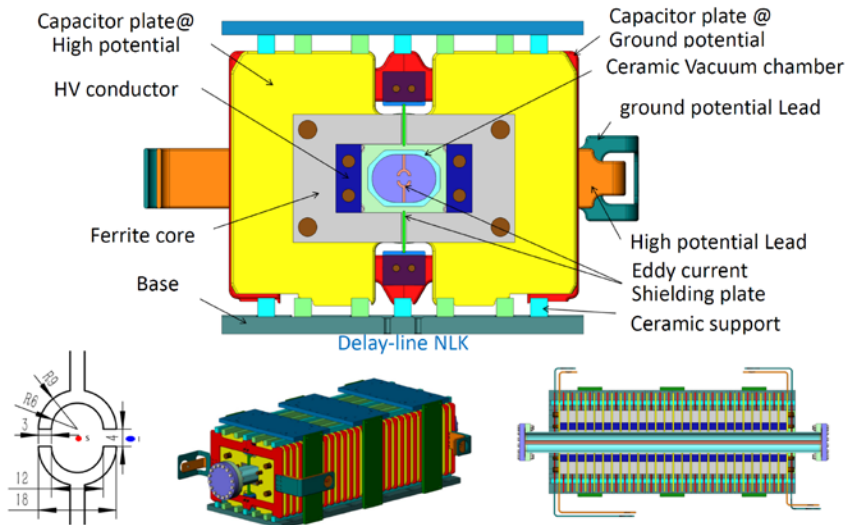 Capacitor plate@
High potential
HV conductor
Ferrite core
Base
Capacitor plate @
Ground potential
Ceramic Vacuum chamber
ground potential Lead
High potential Lead
Eddy current
Shielding plate
Ceramic support
Delay-line NLK
R9
R6
3
S
4
I
12
18